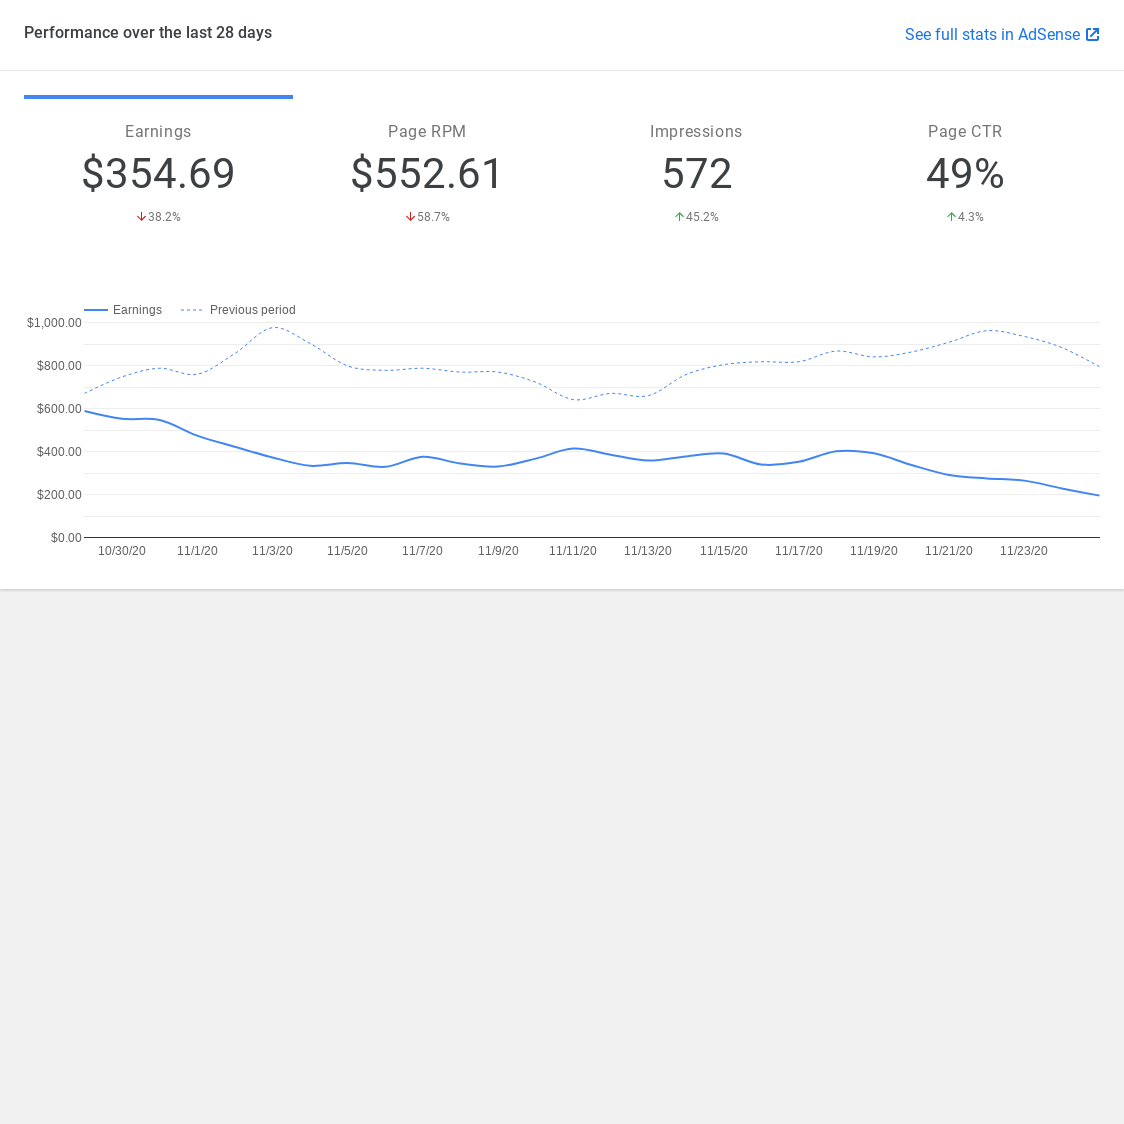 Performance over the last 28 days
See full stats in AdSense
Earnings
$354.69
38.2%
Page RPM
$552.61
58.7%
Impressions
572
45.2%
Page CTR
49%
4.3%
Earnings Previous period
$1,000.00
$800.00
$600.00
$400.00
$200.00
$0.00
10/30/20 11/1/20 11/3/20 11/5/20 11/7/20 11/9/20 11/11/20 11/13/20 11/15/20 11/17/20 11/19/20 11/21/20 11/23/20